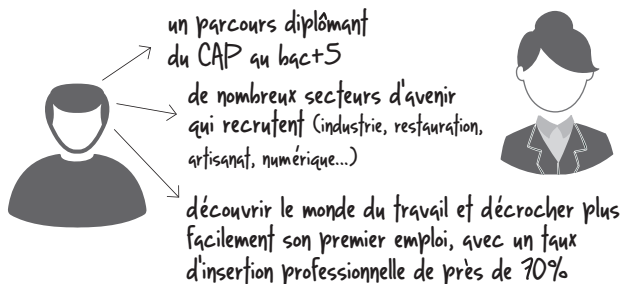 un parcours diplômant
du CAP au bac+5
de nombreux secteurs d'avenir
qui recrutent (industrie, restauration,
artisanat, numérique...)
découvrir le monde du travail et décrocher plus
facilement son premier emploi, avec un taux
d'insertion professionnelle de près de 70%